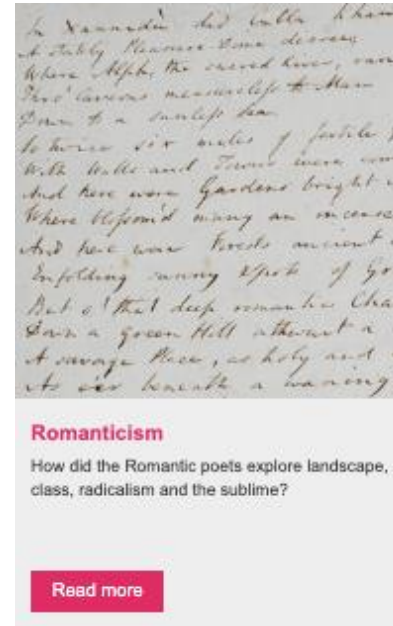 In Xannadù did Cubla Khan
A stately Pleasure Dome decree;
Where Alph, the sacred River, ran
Thro' Caverns measureless to Man
Down to a sunless Sea.
So twice six miles of fertile
With Walls and Towers were
And here were Gardens bright
Where blossom'd many an incense
And here were Forests ancient
Enfolding sunny spots of
But o! that deep romantic Cha
Down a green Hill athwart a
A savage Place, as holy and
As e'er beneath a waning
Romanticism
How did the Romantic poets explore landscape,
class, radicalism and the sublime?
Read more